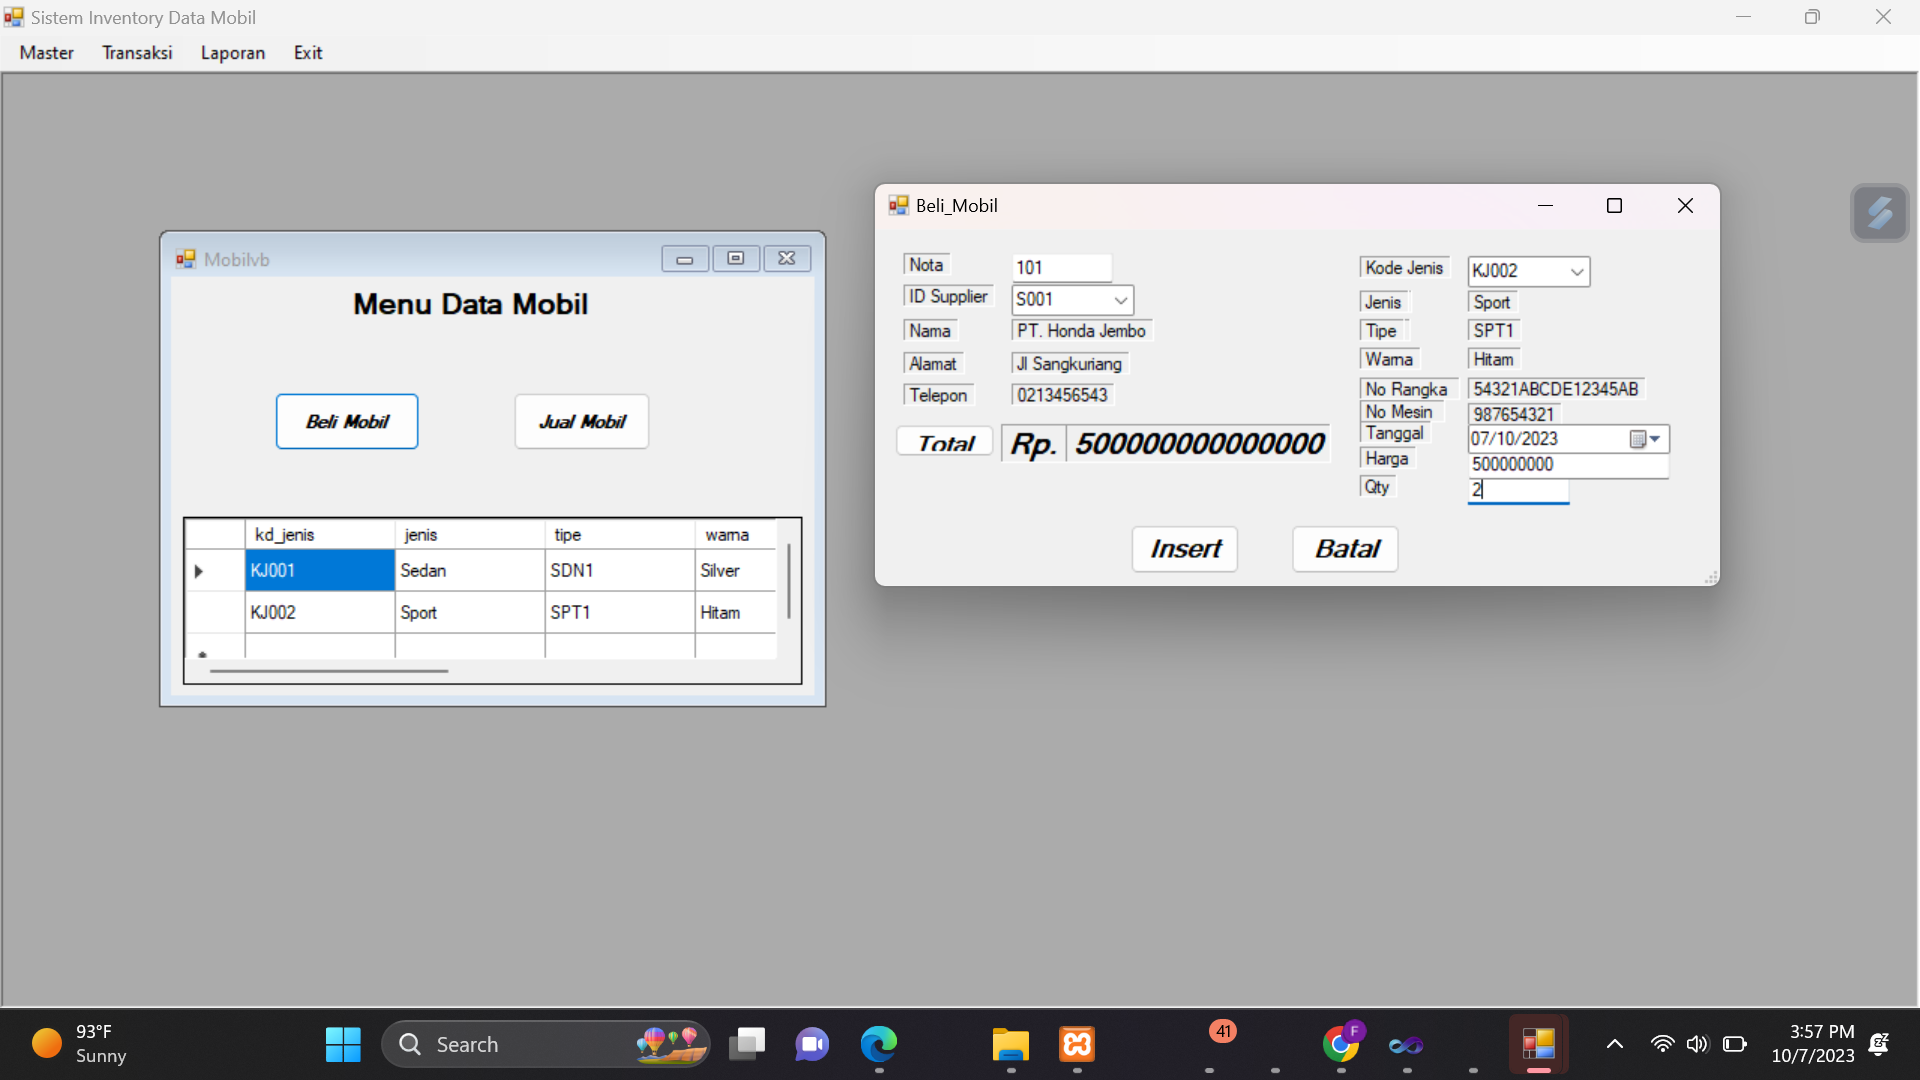 Sistem Inventory Data Mobil
Master Transaksi Laporan Exit
Mobilvb
Menu Data Mobil
Beli Mobil Jual Mobil
kd_jenis jenis tipe warna
KJ001 Sedan SDN1 Silver
KJ002 Sport SPT1 Hitam
Beli_Mobil
Nota 101
ID Supplier S001
Nama PT. Honda Jembo
Alamat Jl Sangkuriang
Telepon 0213456543
Total Rp. 500000000000000
Kode Jenis KJ002
Jenis Sport
Tipe SPT1
Warna Hitam
No Rangka 54321ABCDE12345AB
No Mesin 987654321
Tanggal 07/10/2023
Harga 500000000
Qty 2
Insert Batal
93°F
Sunny
Search
41
F
3:57 PM
10/7/2023